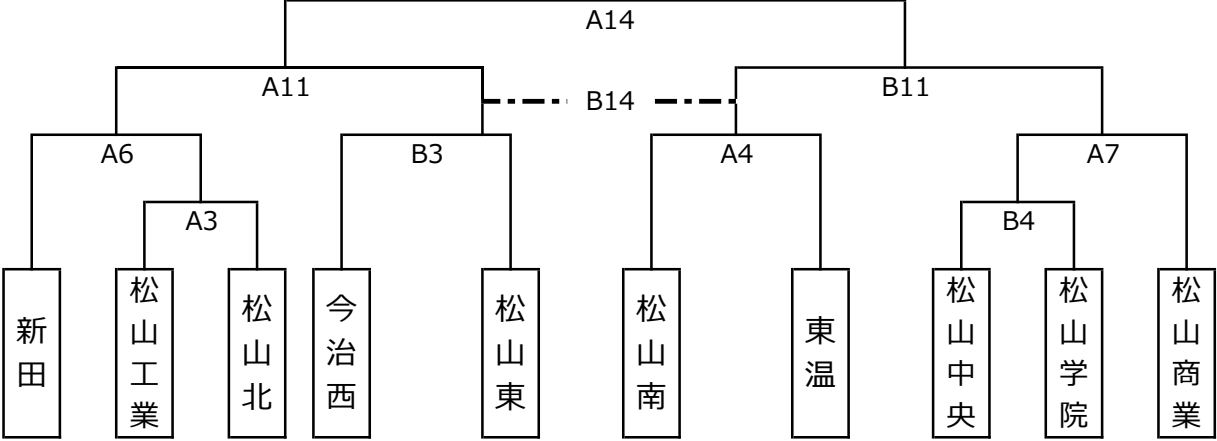 A14
A11
B14
B11
A6
B3
A4
A7
A3
B4
新田
松山工業
松山北
今治西
松山東
松山南
東温
松山中央
松山学院
松山商業